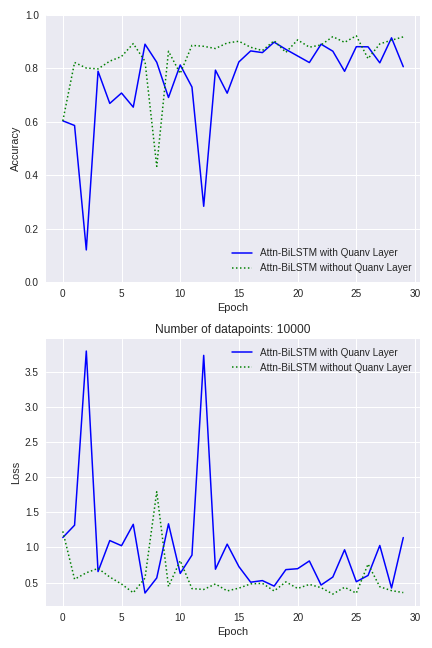 1.0
0.8
0.6
0.4
0.2
0.0
Accuracy
Attn-BiLSTM with Quanv Layer
Attn-BiLSTM without Quanv Layer
0 5 10 15 20 25 30
Epoch
Number of datapoints: 10000
Attn-BiLSTM with Quanv Layer
Attn-BiLSTM without Quanv Layer
3.5
3.0
2.5
2.0
1.5
1.0
0.5
Loss
0 5 10 15 20 25 30
Epoch